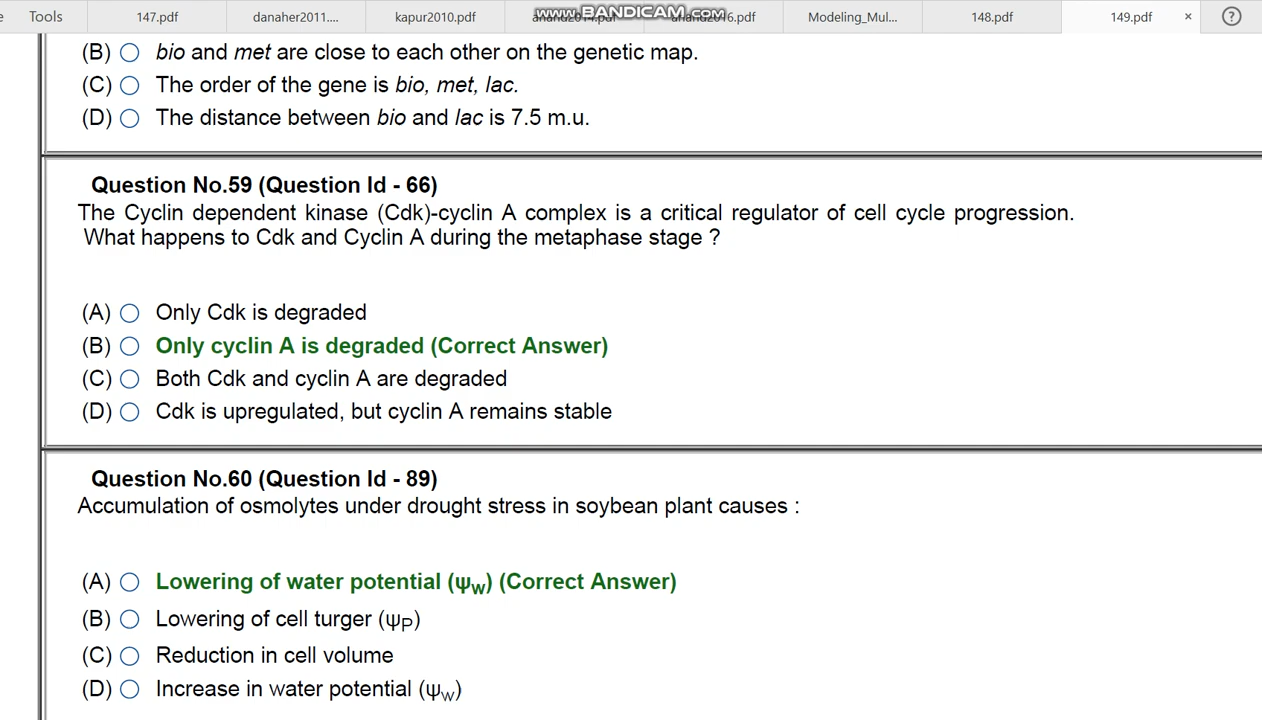 Tools 147.pdf danaher2011.... kapur2010.pdf anand2014.pdf anand2016.pdf Modeling_Mul... 148.pdf 149.pdf × ?
www.BANDICAM.com
(B) bio and met are close to each other on the genetic map.
(C) The order of the gene is bio, met, lac.
(D) The distance between bio and lac is 7.5 m.u.
Question No.59 (Question Id - 66)
The Cyclin dependent kinase (Cdk)-cyclin A complex is a critical regulator of cell cycle progression.
What happens to Cdk and Cyclin A during the metaphase stage ?
(A) Only Cdk is degraded
(B) Only cyclin A is degraded (Correct Answer)
(C) Both Cdk and cyclin A are degraded
(D) Cdk is upregulated, but cyclin A remains stable
Question No.60 (Question Id - 89)
Accumulation of osmolytes under drought stress in soybean plant causes :
(A) Lowering of water potential (ψw) (Correct Answer)
(B) Lowering of cell turger (ψP)
(C) Reduction in cell volume
(D) Increase in water potential (ψw)